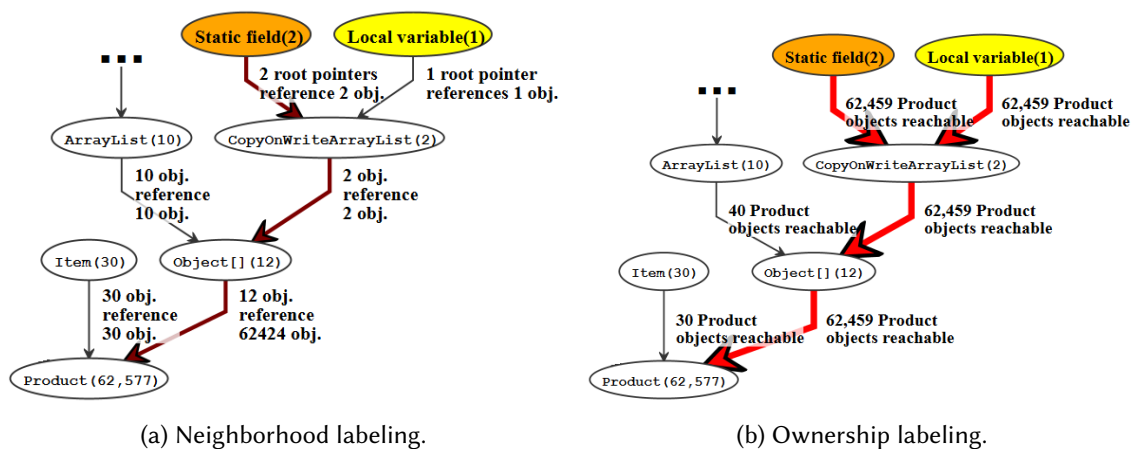 Static field(2)
Local variable(1)
...
2 root pointers
reference 2 obj.
1 root pointer
references 1 obj.
ArrayList(10)
CopyOnWriteArrayList(2)
10 obj.
reference
10 obj.
2 obj.
reference
2 obj.
Item(30)
Object[](12)
30 obj.
reference
30 obj.
12 obj.
reference
62424 obj.
Product(62,577)
(a) Neighborhood labeling.
Static field(2)
Local variable(1)
...
62,459 Product
objects reachable
62,459 Product
objects reachable
ArrayList(10)
CopyOnWriteArrayList(2)
40 Product
objects reachable
62,459 Product
objects reachable
Item(30)
Object[](12)
30 Product
objects reachable
62,459 Product
objects reachable
Product(62,577)
(b) Ownership labeling.